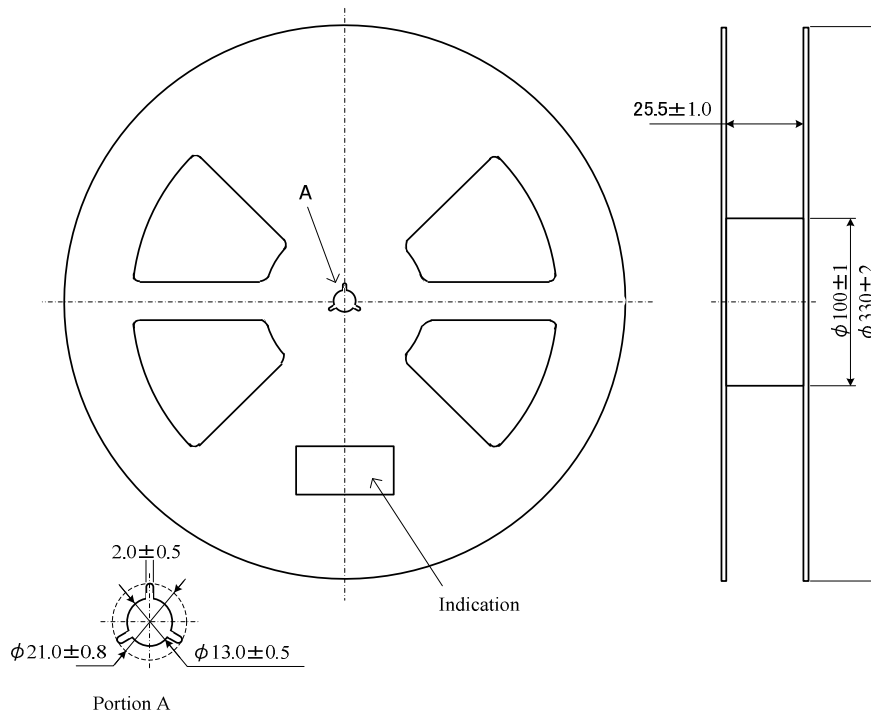 25.5±1.0
A
φ100±1
φ330±2
2.0±0.5
Indication
φ21.0±0.8
φ13.0±0.5
Portion A